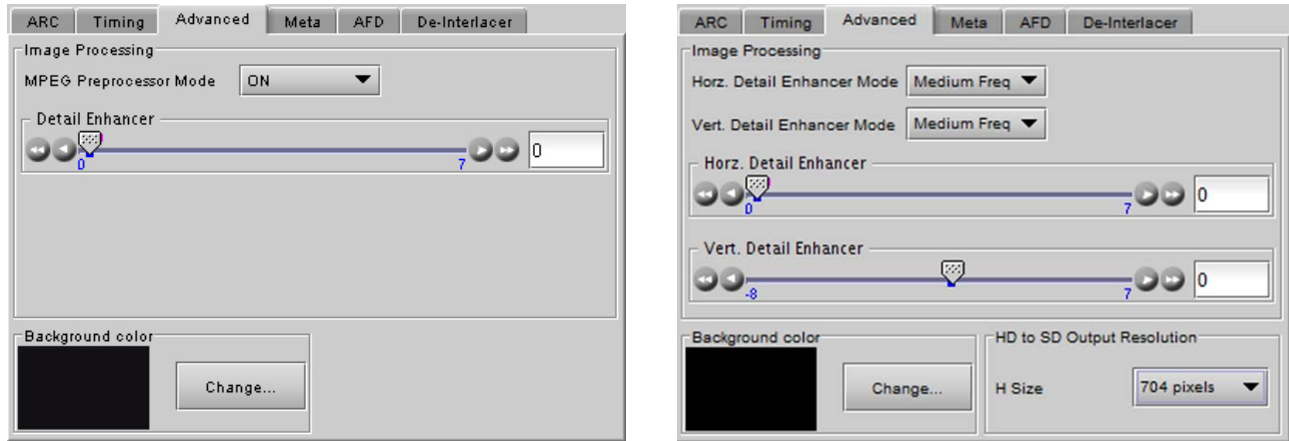 ARC Timing Advanced Meta AFD De-Interlacer
Image Processing
MPEG Preprocessor Mode ON
Detail Enhancer
0 7 0
Background color
Change...
ARC Timing Advanced Meta AFD De-Interlacer
Image Processing
Horz. Detail Enhancer Mode Medium Freq
Vert. Detail Enhancer Mode Medium Freq
Horz. Detail Enhancer
0 7 0
Vert. Detail Enhancer
-8 7 0
Background color
Change...
HD to SD Output Resolution
H Size 704 pixels